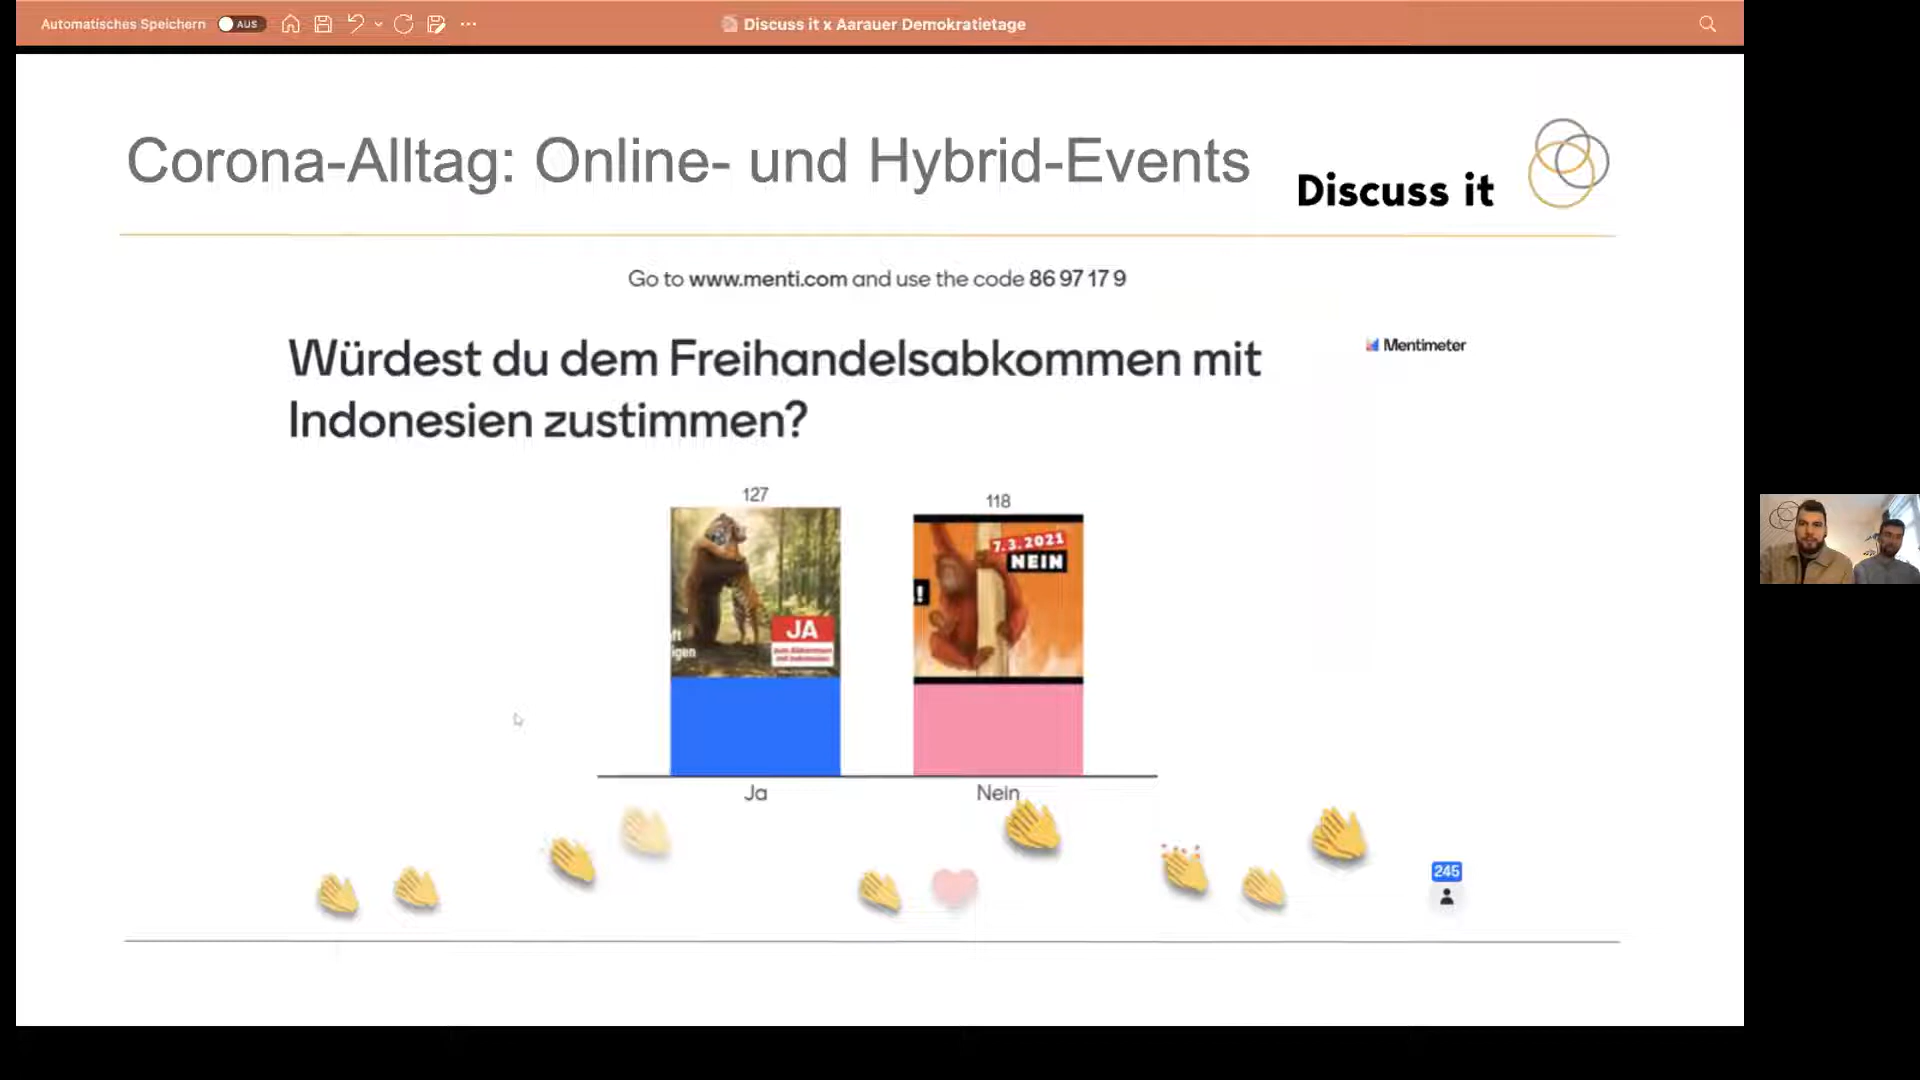 Automatisches Speichern AUS
Discuss it x Aarauer Demokratietage
Corona-Alltag: Online- und Hybrid-Events
Discuss it
Go to www.menti.com and use the code 86 97 17 9
Würdest du dem Freihandelsabkommen mit
Indonesien zustimmen?
Mentimeter
127
118
7.3.2021
NEIN
!
JA
Ja
Nein
245